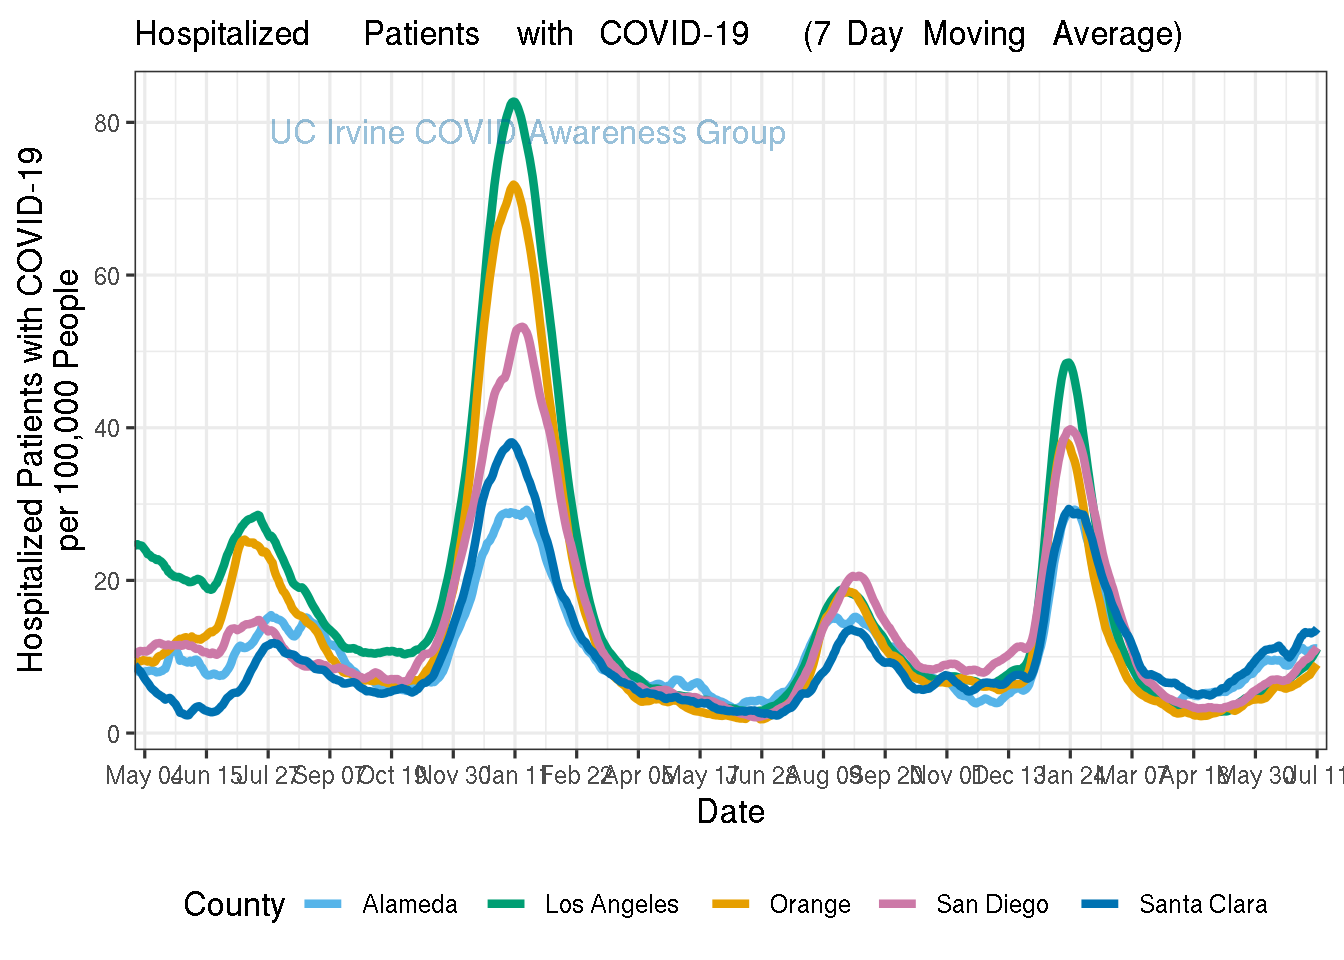 Hospitalized Patients with COVID-19 (7 Day Moving Average)
UC Irvine COVID Awareness Group
Hospitalized Patients with COVID-19
per 100,000 People
80
60
40
20
0
May 04 Jun 15 Jul 27 Sep 07 Oct 19 Nov 30 Jan 11 Feb 22 Apr 05 May 17 Jun 28 Aug 09 Sep 20 Nov 01 Dec 13 Jan 24 Mar 07 Apr 18 May 30 Jul 11
Date
County Alameda Los Angeles Orange San Diego Santa Clara